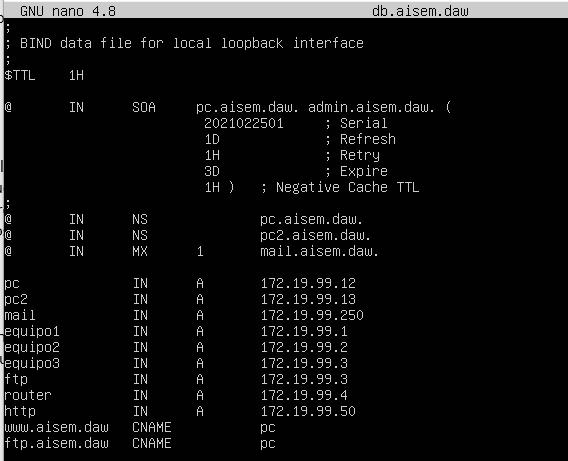 GNU nano 4.8 db.aisem.daw
;
; BIND data file for local loopback interface
;
$TTL 1H
@ IN SOA pc.aisem.daw. admin.aisem.daw. (
2021022501 ; Serial
1D ; Refresh
1H ; Retry
3D ; Expire
1H ) ; Negative Cache TTL
;
@ IN NS pc.aisem.daw.
@ IN NS pc2.aisem.daw.
@ IN MX 1 mail.aisem.daw.
pc IN A 172.19.99.12
pc2 IN A 172.19.99.13
mail IN A 172.19.99.250
equipo1 IN A 172.19.99.1
equipo2 IN A 172.19.99.2
equipo3 IN A 172.19.99.3
ftp IN A 172.19.99.3
router IN A 172.19.99.4
http IN A 172.19.99.50
www.aisem.daw CNAME pc
ftp.aisem.daw CNAME pc